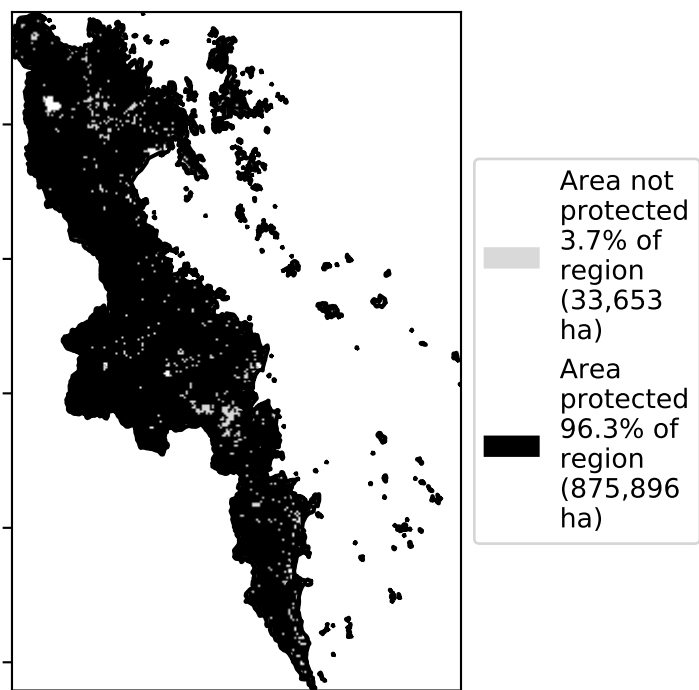 Area not
protected
3.7% of
region
(33,653
ha)
Area
protected
96.3% of
region
(875,896
ha)